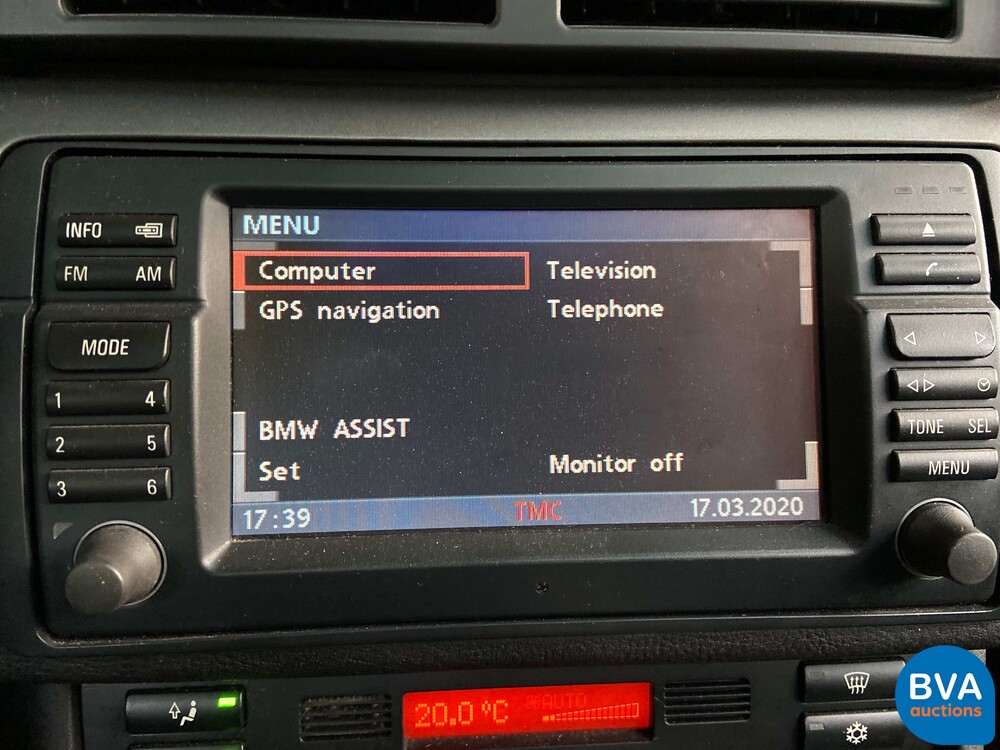 INFO
FM AM
MODE
1 4
2 5
3 6
MENU
Computer Television
GPS navigation Telephone
BMW ASSIST
Set Monitor off
17:39 TMC 17.03.2020
TONE SEL
MENU
20.0°C AUTO
BVA
auctions